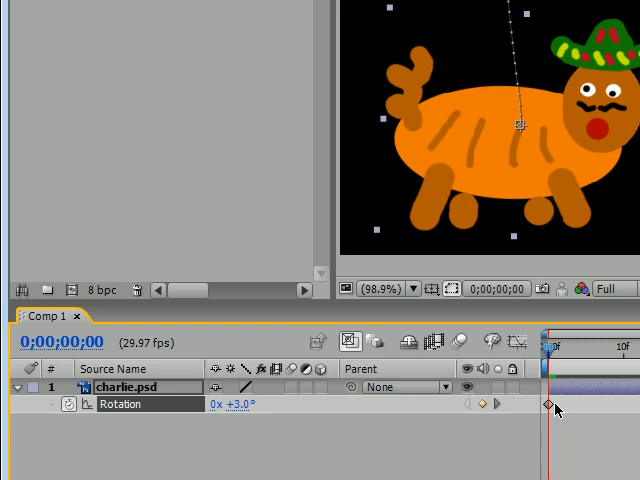 8 bpc
(98.9%) 0;00;00;00 Full
Comp 1
0;00;00;00 (29.97 fps)
0f 10f
# Source Name fx Parent
1 charlie.psd None
Rotation 0x +3.0°